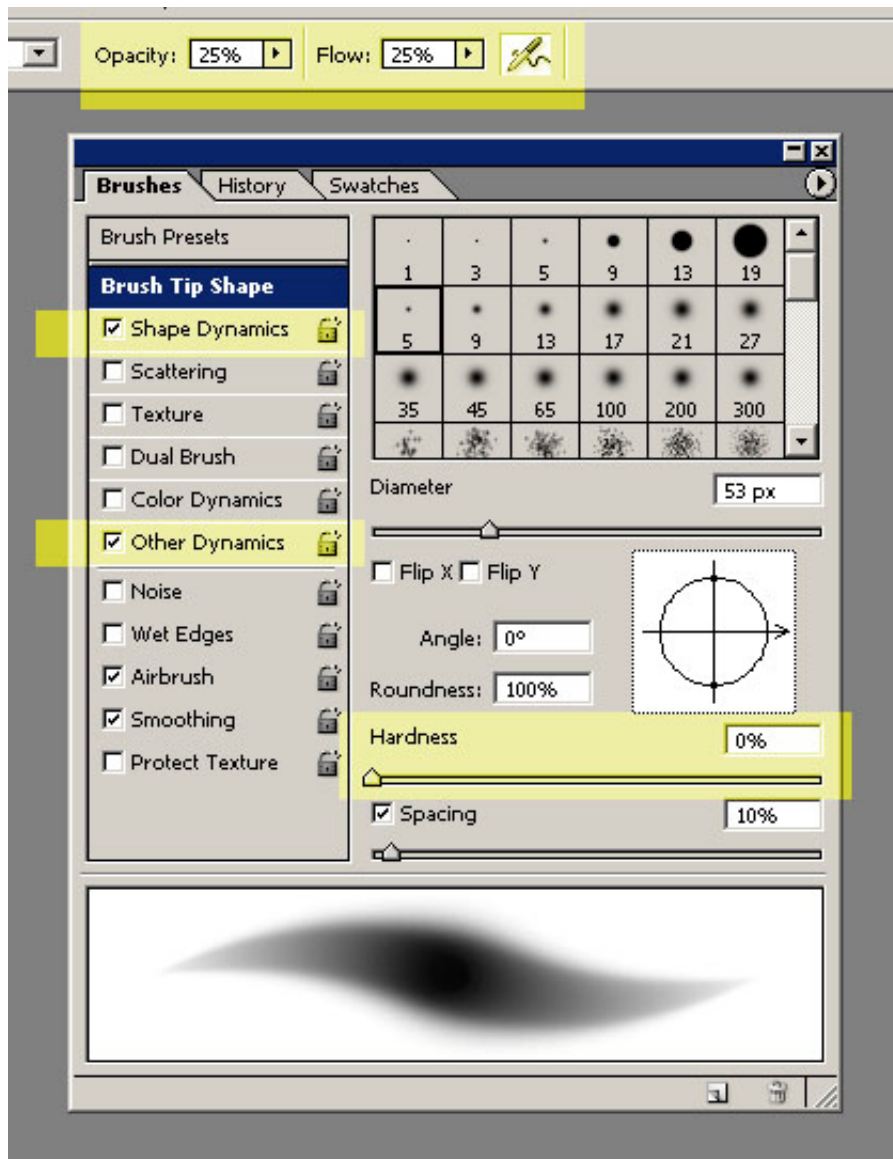 Opacity: 25% Flow: 25%
Brushes History Swatches
Brush Presets
Brush Tip Shape
Shape Dynamics
Scattering
Texture
Dual Brush
Color Dynamics
Other Dynamics
Noise
Wet Edges
Airbrush
Smoothing
Protect Texture
1 3 5 9 13 19
5 9 13 17 21 27
35 45 65 100 200 300
Diameter 53 px
Flip X Flip Y
Angle: 0°
Roundness: 100%
Hardness 0%
Spacing 10%